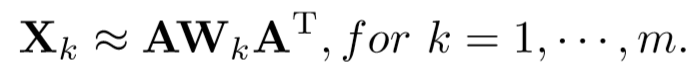 X_k ≈ AW_kA^T, for k = 1, ⋯, m.